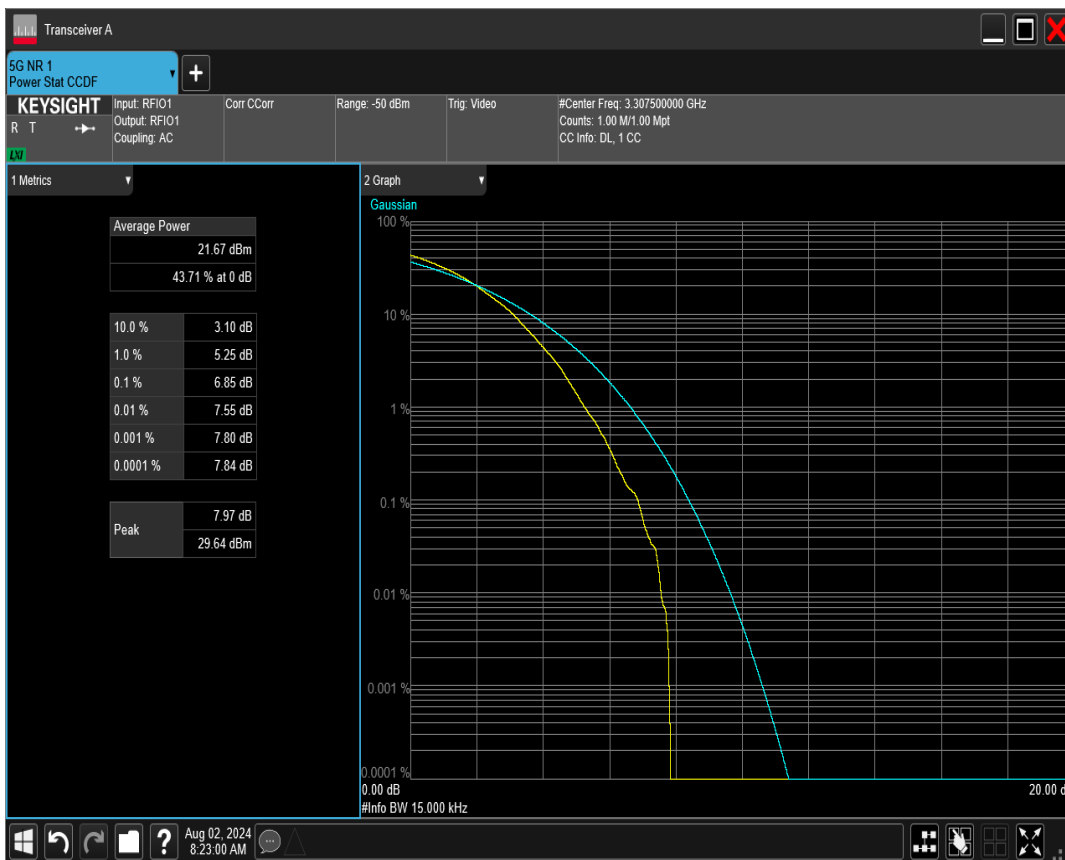 Transceiver A
5G NR 1
Power Stat CCDF
+
KEYSIGHT
R T
LXI
Input: RFIO1
Output: RFIO1
Coupling: AC
Corr CCorr
Range: -50 dBm
Trig: Video
#Center Freq: 3.307500000 GHz
Counts: 1.00 M/1.00 Mpt
CC Info: DL, 1 CC
1 Metrics
Average Power
21.67 dBm
43.71 % at 0 dB
10.0 % 3.10 dB
1.0 % 5.25 dB
0.1 % 6.85 dB
0.01 % 7.55 dB
0.001 % 7.80 dB
0.0001 % 7.84 dB
Peak 7.97 dB
29.64 dBm
2 Graph
Gaussian
100 %
10 %
1 %
0.1 %
0.01 %
0.001 %
0.0001 %
0.00 dB 20.00 d
#Info BW 15.000 kHz
?
Aug 02, 2024
8:23:00 AM